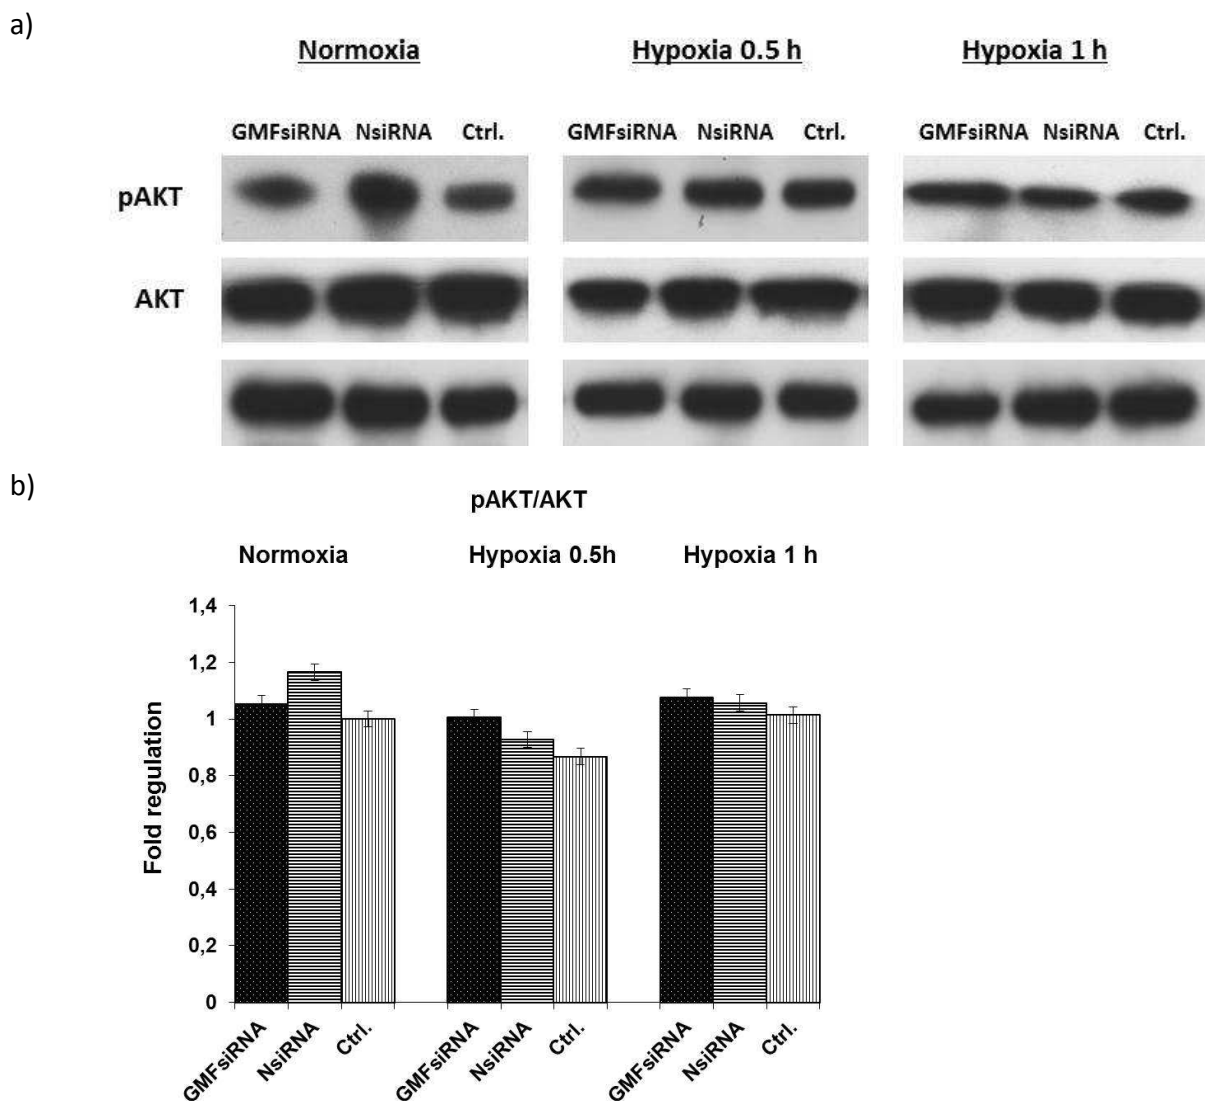 a)
Normoxia Hypoxia 0.5 h Hypoxia 1 h
GMFsiRNA NsiRNA Ctrl. GMFsiRNA NsiRNA Ctrl. GMFsiRNA NsiRNA Ctrl.
pAKT
AKT
b)
pAKT/AKT
Normoxia Hypoxia 0.5h Hypoxia 1 h
Fold regulation
1,4
1,2
1
0,8
0,6
0,4
0,2
0
GMFsiRNA NsiRNA Ctrl. GMFsiRNA NsiRNA Ctrl. GMFsiRNA NsiRNA Ctrl.